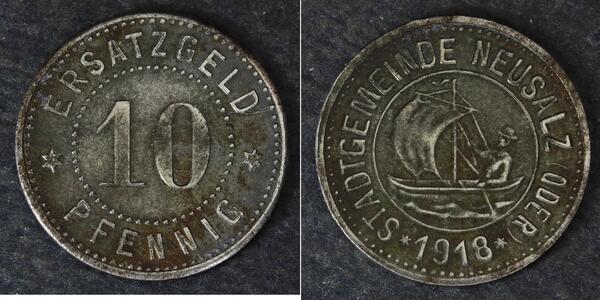 ERSATZGELD
10
PFENNIG
STADTGEMEINDE NEUSALZ (ODER)
1918